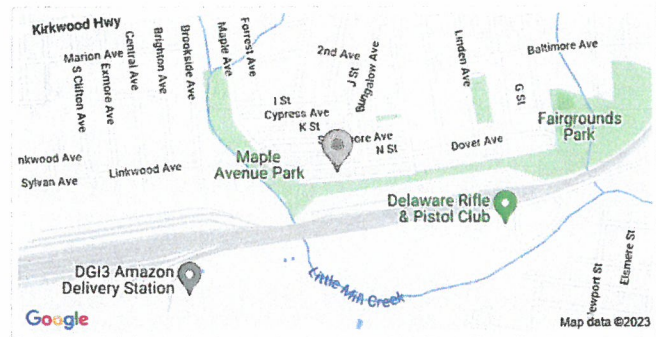 Kirkwood Hwy
Marion Ave
S Clifton Ave
Exmore Ave
Central Ave
Brighton Ave
Brookside Ave
Maple Ave
Forrest Ave
2nd Ave
J St
Bungalow Ave
Linden Ave
Baltimore Ave
G St
I St
Cypress Ave
K St
ore Ave
N St
Dover Ave
Fairgrounds
Park
nkwood Ave
Linkwood Ave
Sylvan Ave
Maple
Avenue Park
Delaware Rifle
& Pistol Club
DGI3 Amazon
Delivery Station
Little Mill Creek
ewport St
Elsmere St
Google
Map data ©2023